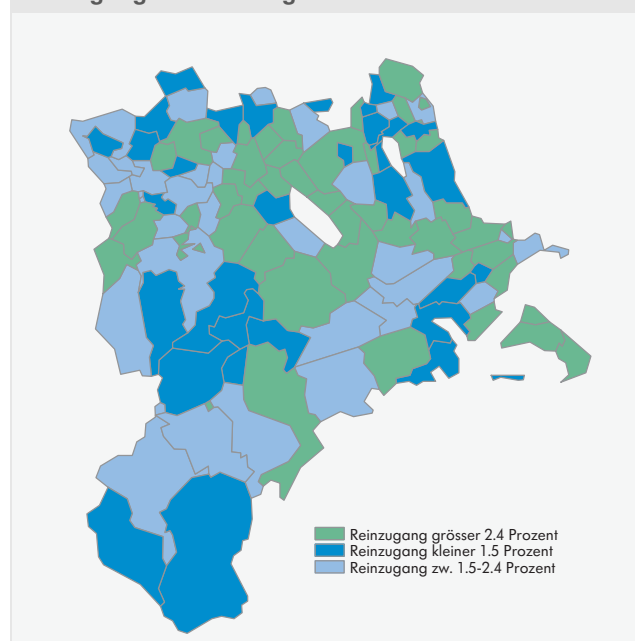 Reinzugang grösser 2.4 Prozent
Reinzugang kleiner 1.5 Prozent
Reinzugang zw. 1.5-2.4 Prozent